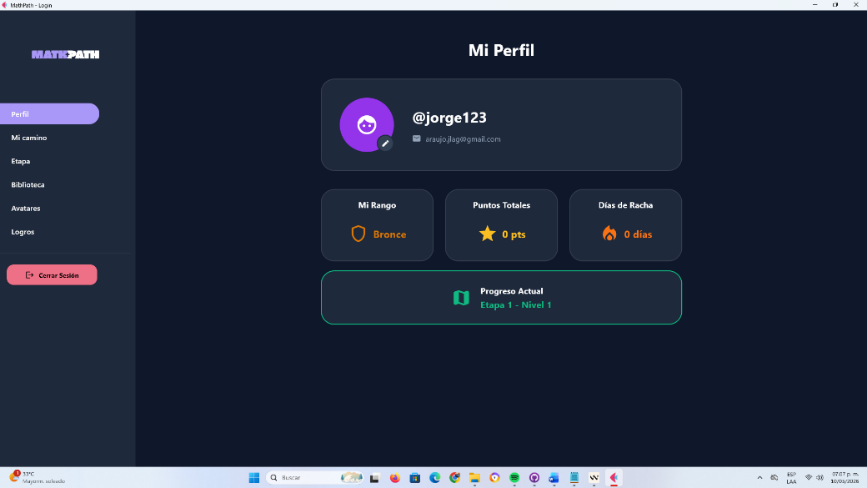 MathPath - Login
MATHPATH
Perfil
Mi camino
Etapa
Biblioteca
Avatares
Logros
Cerrar Sesión
Mi Perfil
@jorge123
araujo.jlag@gmail.com
Mi Rango
Bronce
Puntos Totales
0 pts
Días de Racha
0 días
Progreso Actual
Etapa 1 - Nivel 1
1
33°C
Mayorm. soleado
Buscar
ESP
LAA
07:07 p. m.